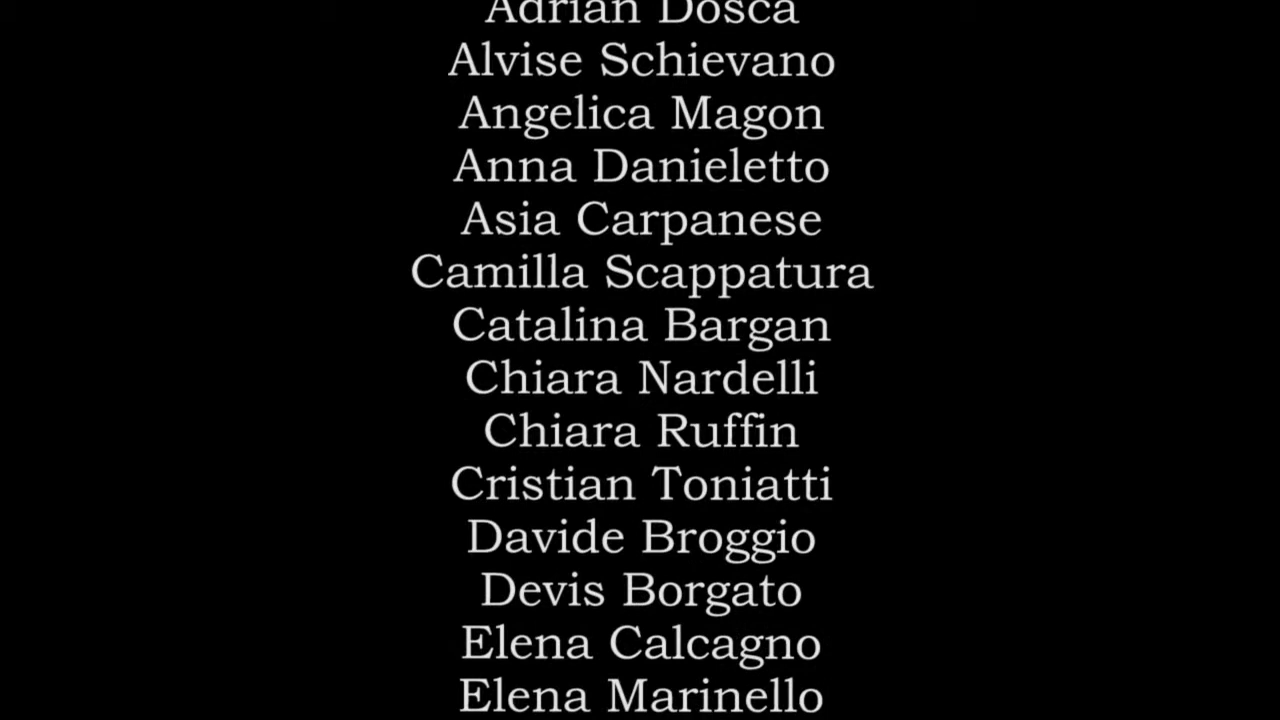 Adrian Dosca
Alvise Schievano
Angelica Magon
Anna Danieletto
Asia Carpanese
Camilla Scappatura
Catalina Bargan
Chiara Nardelli
Chiara Ruffin
Cristian Toniatti
Davide Broggio
Devis Borgato
Elena Calcagno
Elena Marinello